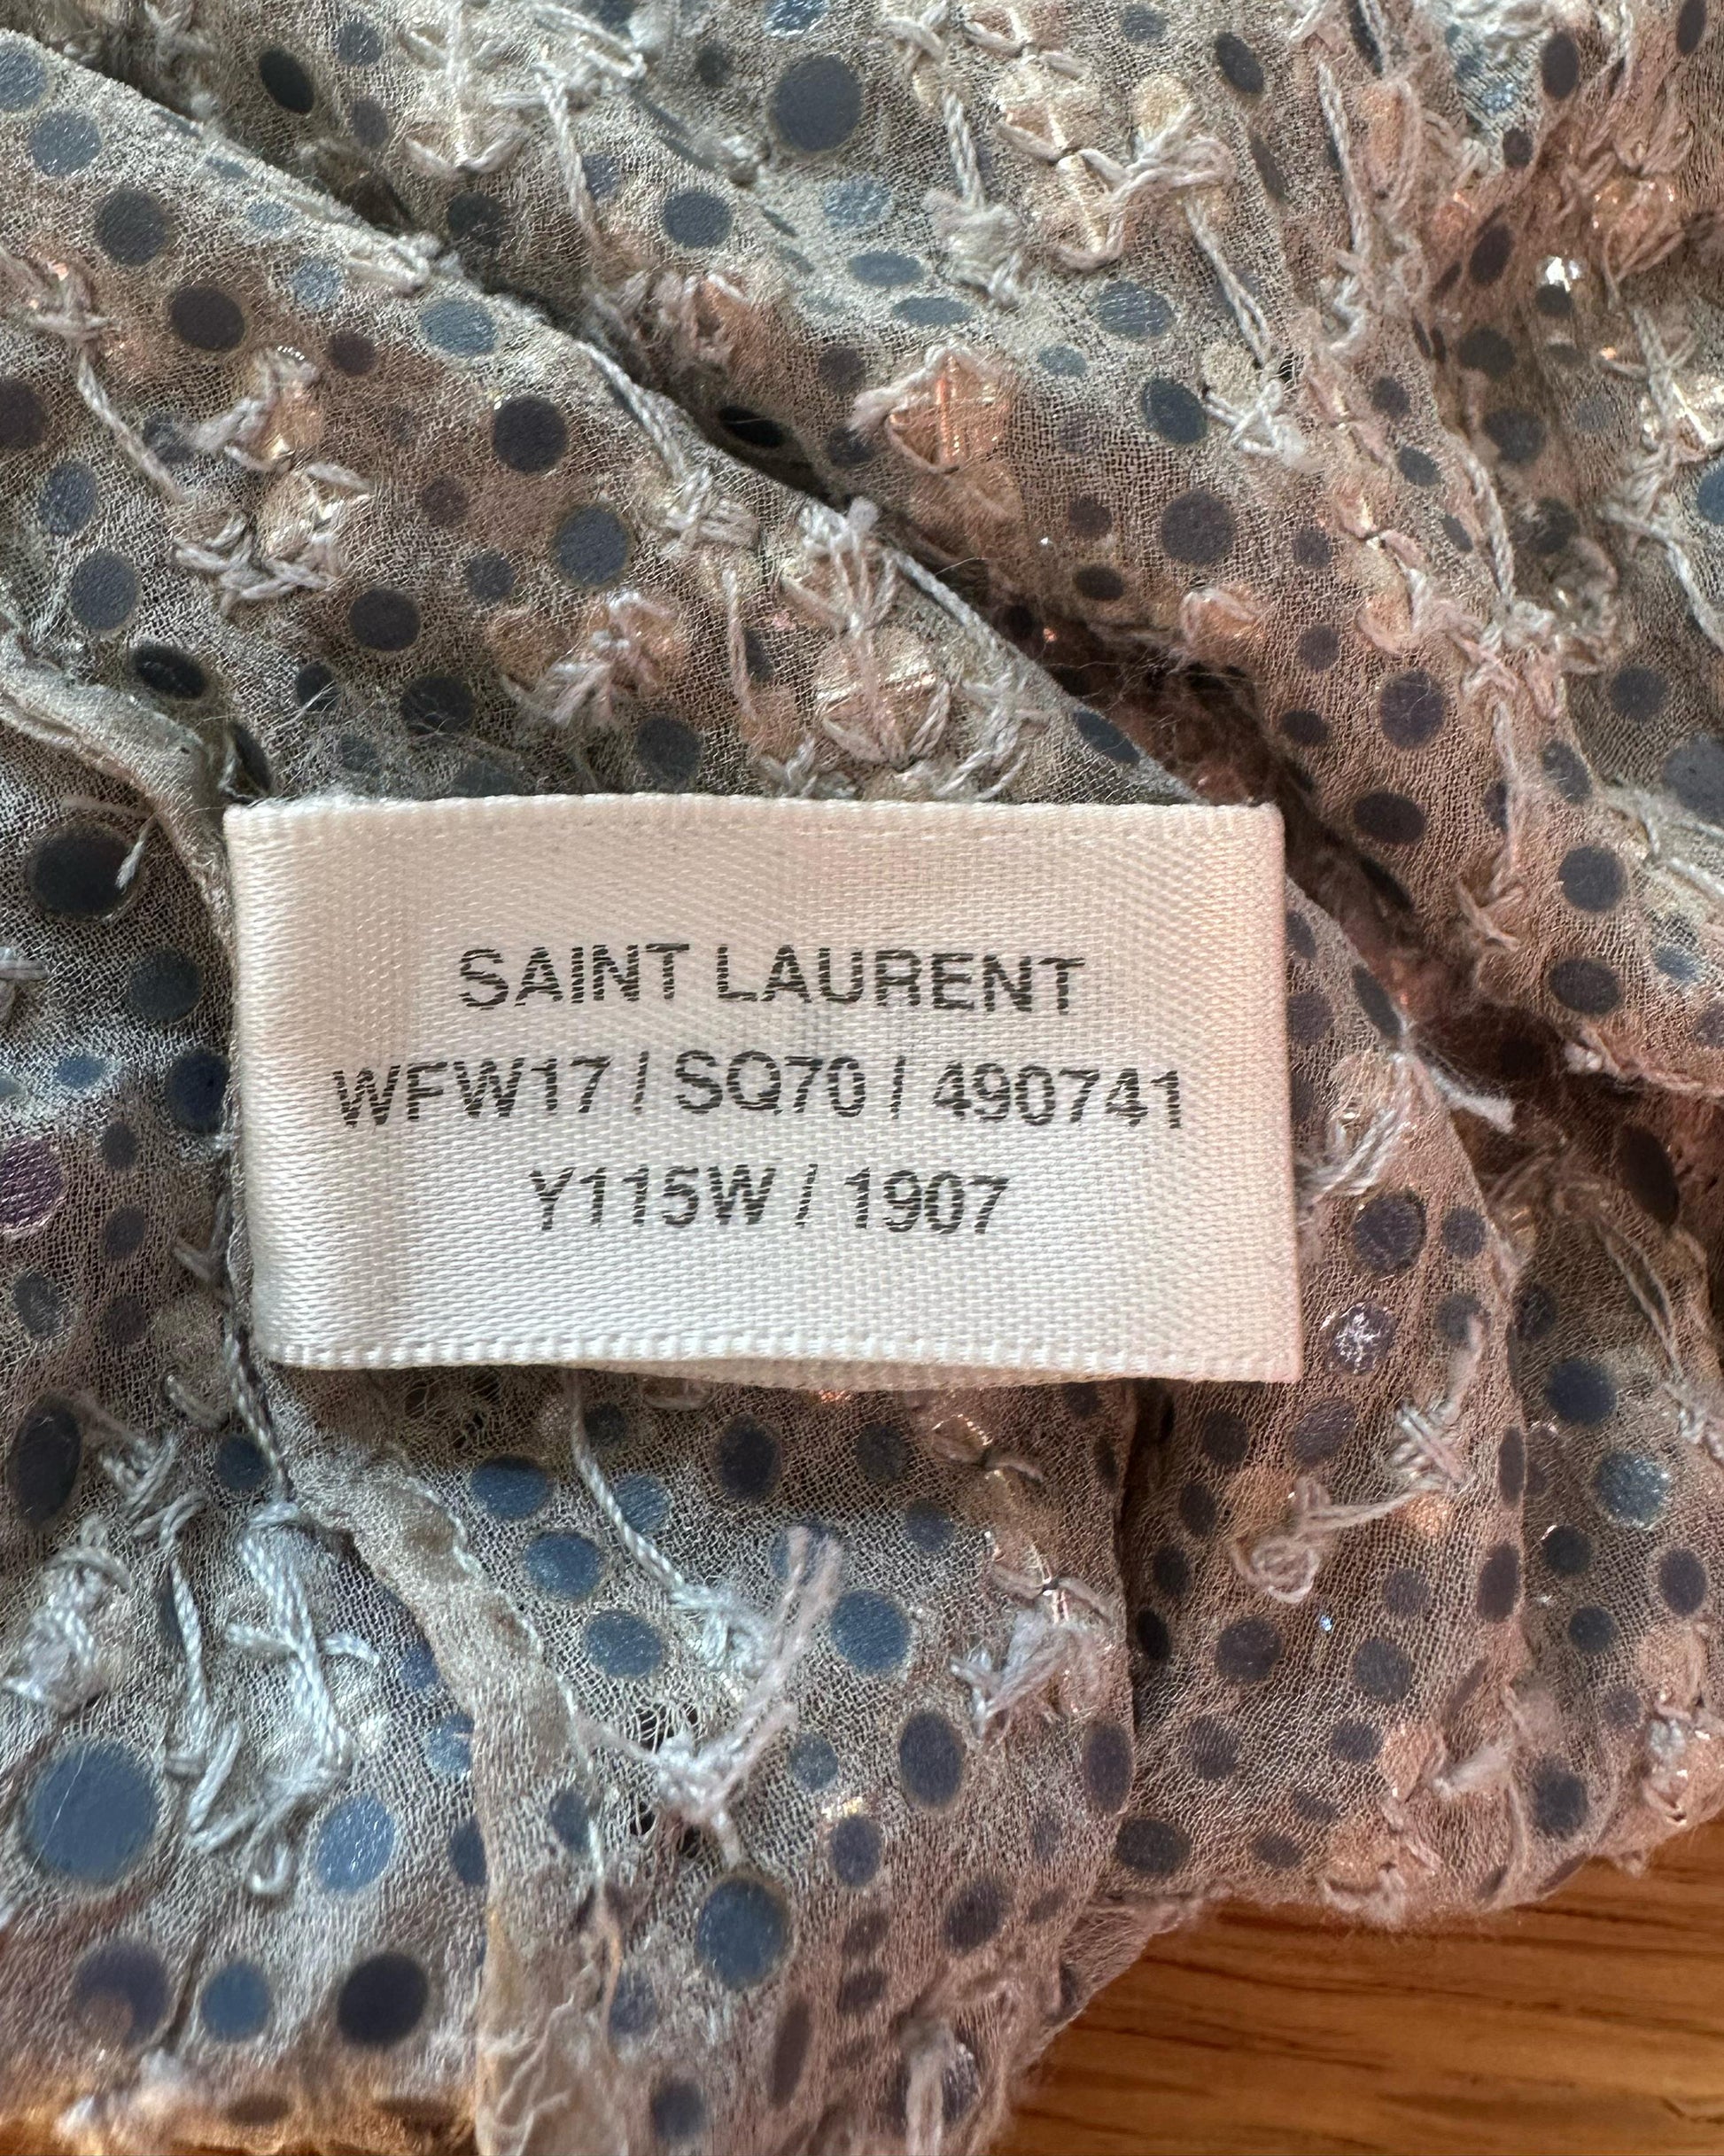 SAINT LAURENT
WFW17 / SQ70 / 490741
Y115W / 1907